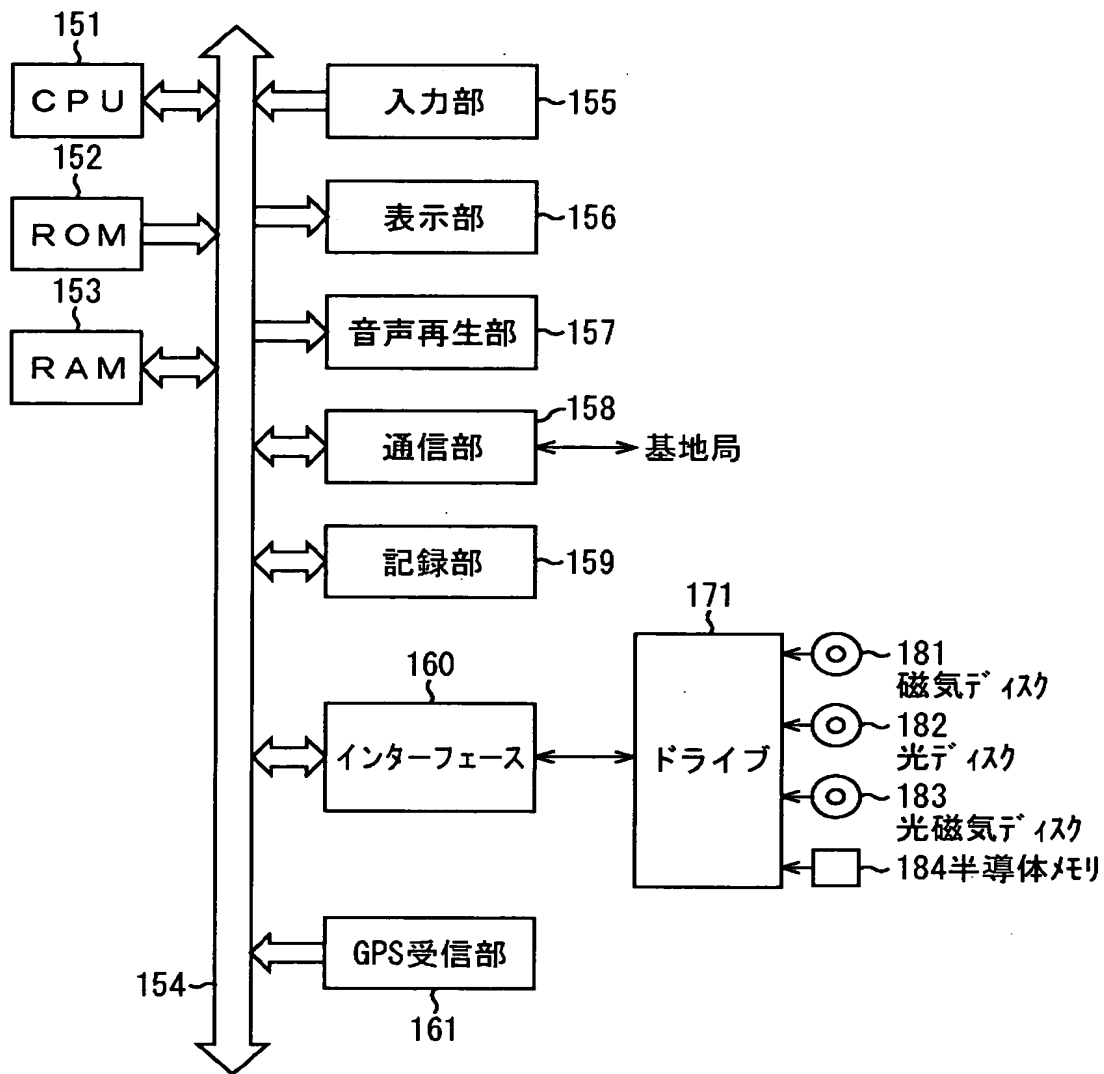 151
CPU
152
ROM
153
RAM
154
入力部
155
表示部
156
音声再生部
157
158
通信部
基地局
記録部
159
160
インターフェース
171
ドライブ
181
磁気ディスク
182
光ディスク
183
光磁気ディスク
184半導体メモリ
GPS受信部
161